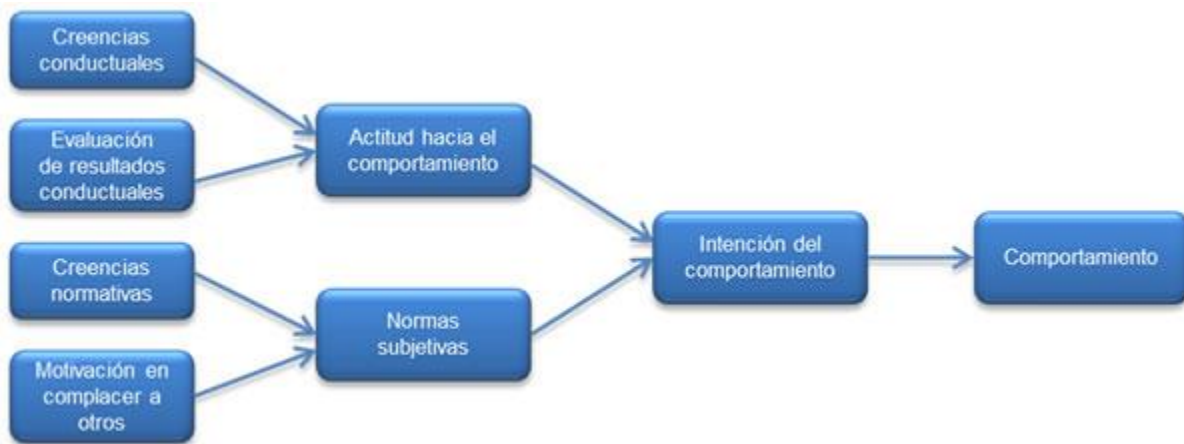 Creencias
conductuales
Evaluación
de resultados
conductuales
Creencias
normativas
Motivación en
complacer a
otros
Actitud hacia el
comportamiento
Normas
subjetivas
Intención del
comportamiento
Comportamiento